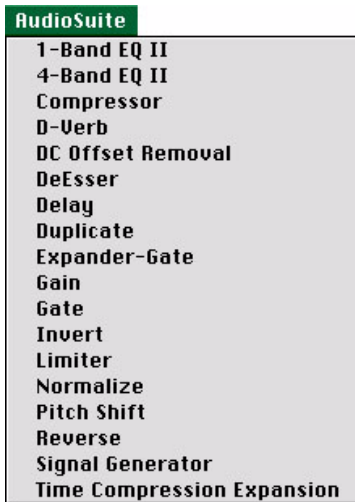 AudioSuite
1-Band EQ II
4-Band EQ II
Compressor
D-Verb
DC Offset Removal
DeEsser
Delay
Duplicate
Expander-Gate
Gain
Gate
Invert
Limiter
Normalize
Pitch Shift
Reverse
Signal Generator
Time Compression Expansion